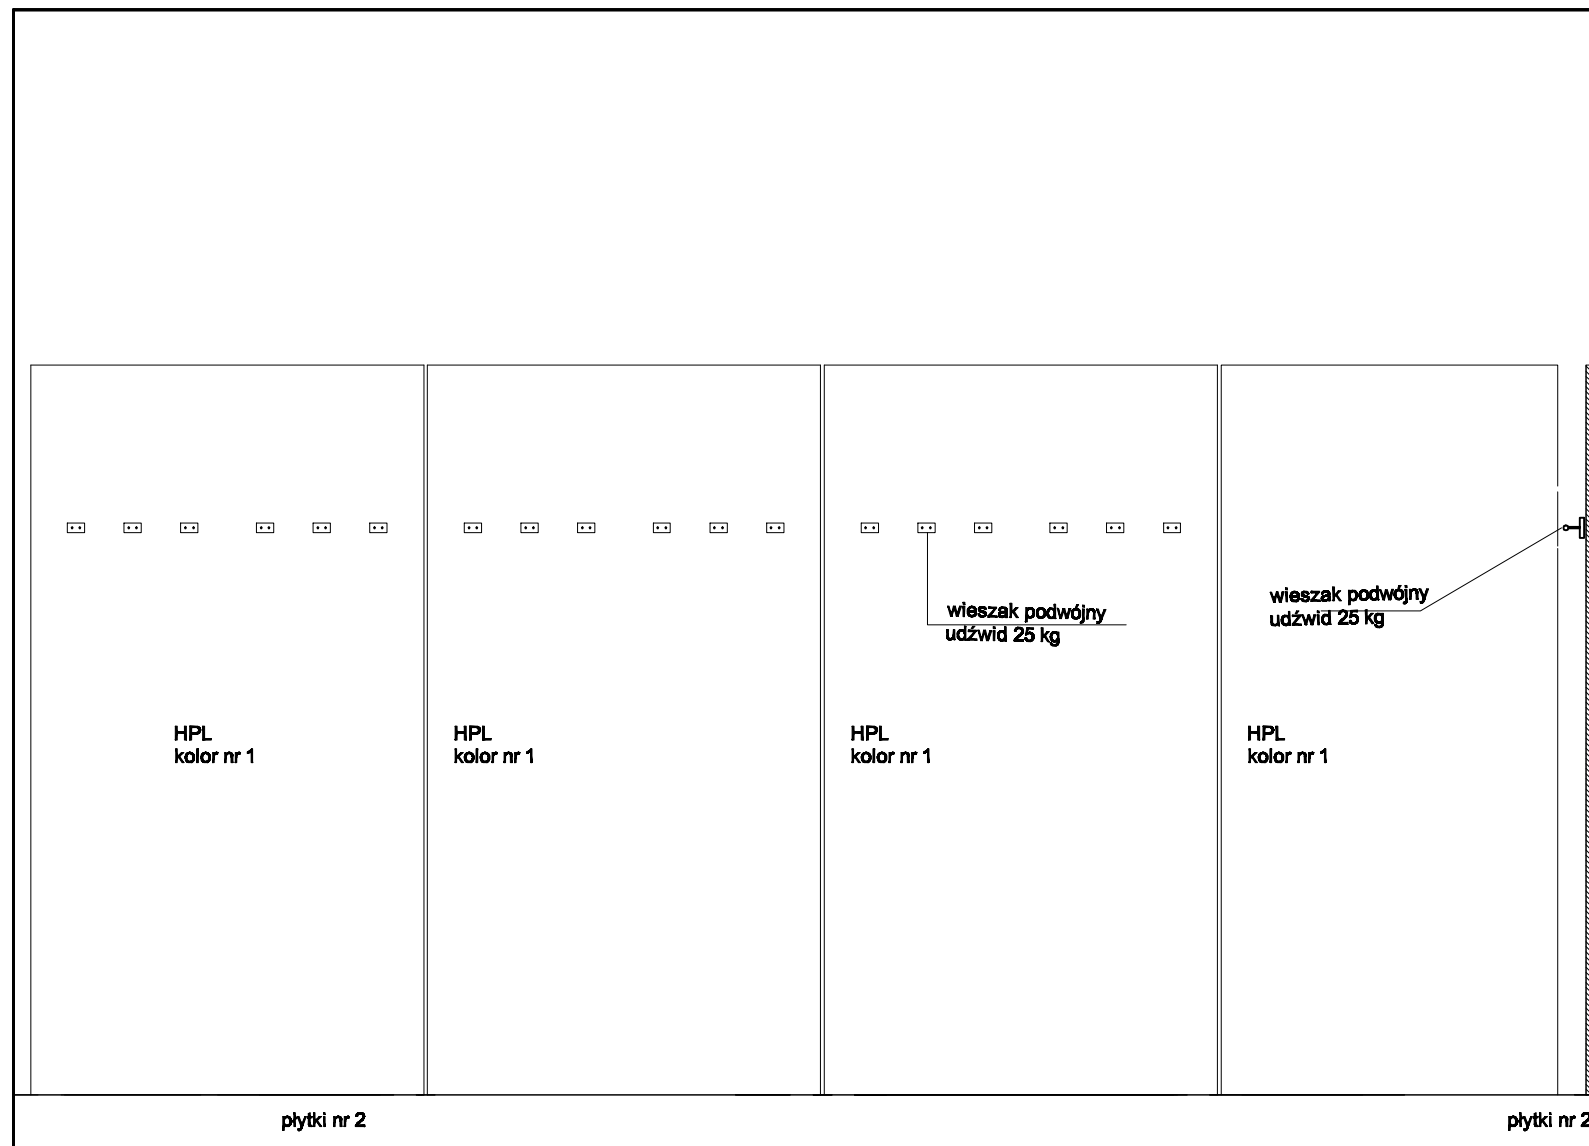 wieszak podwójny
udźwid 25 kg
wieszak podwójny
udźwid 25 kg
HPL
kolor nr 1
HPL
kolor nr 1
HPL
kolor nr 1
HPL
kolor nr 1
płytki nr 2
płytki nr 2